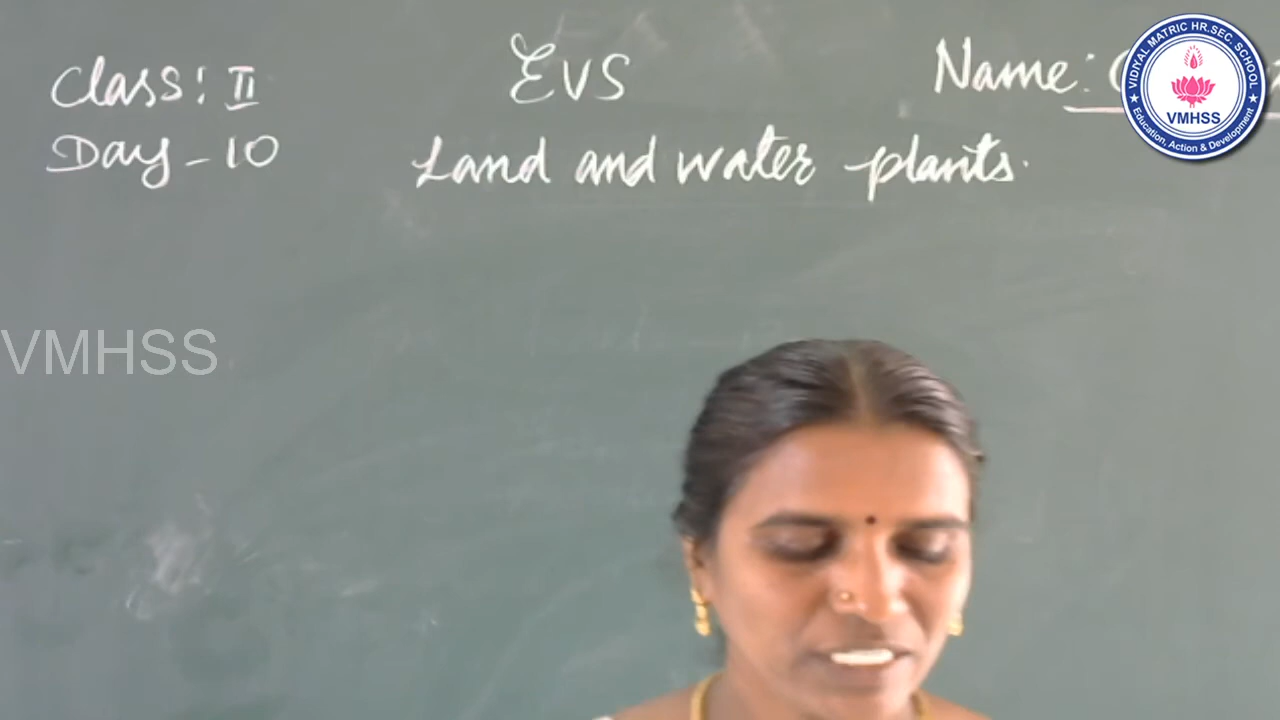 Class: II
EVS
Name:
Day - 10
Land and water plants.
VIDIYAL MATRIC HR.SEC. SCHOOL
VMHSS
Education, Action & Development
VMHSS